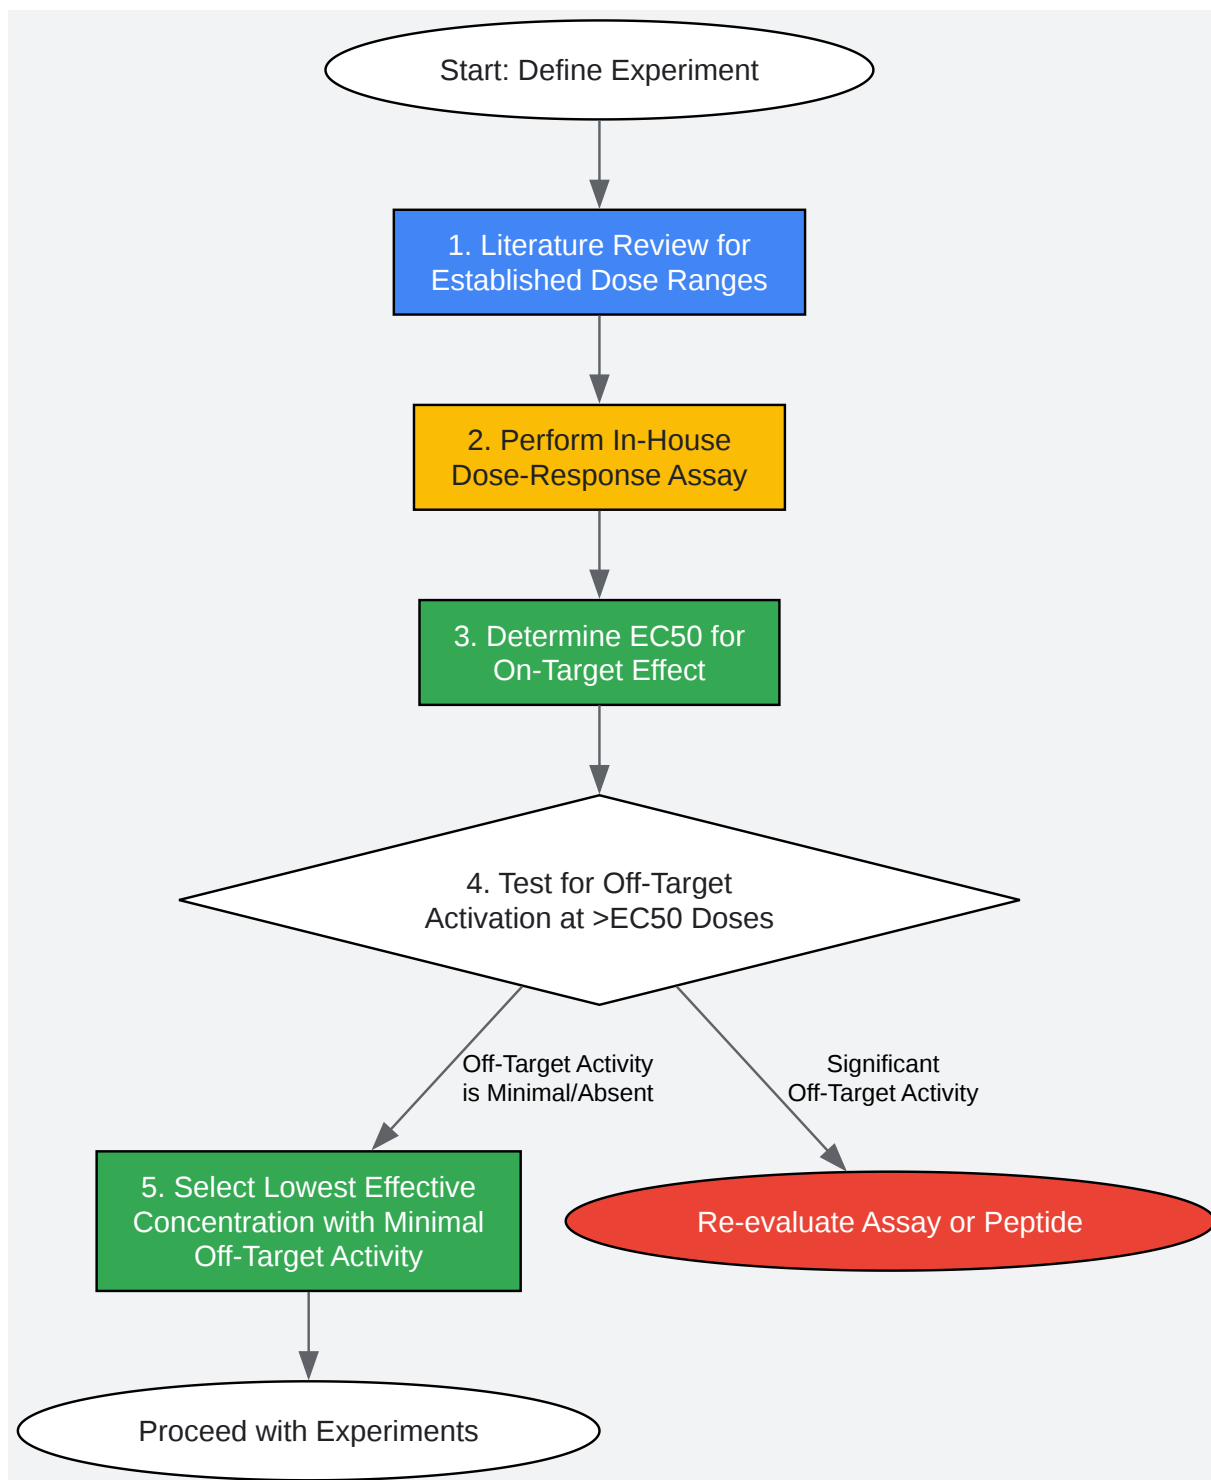 Start: Define Experiment
1. Literature Review for
Established Dose Ranges
2. Perform In-House
Dose-Response Assay
3. Determine EC50 for
On-Target Effect
4. Test for Off-Target
Activation at >EC50 Doses
Off-Target Activity
is Minimal/Absent
Significant
Off-Target Activity
5. Select Lowest Effective
Concentration with Minimal
Off-Target Activity
Re-evaluate Assay or Peptide
Proceed with Experiments